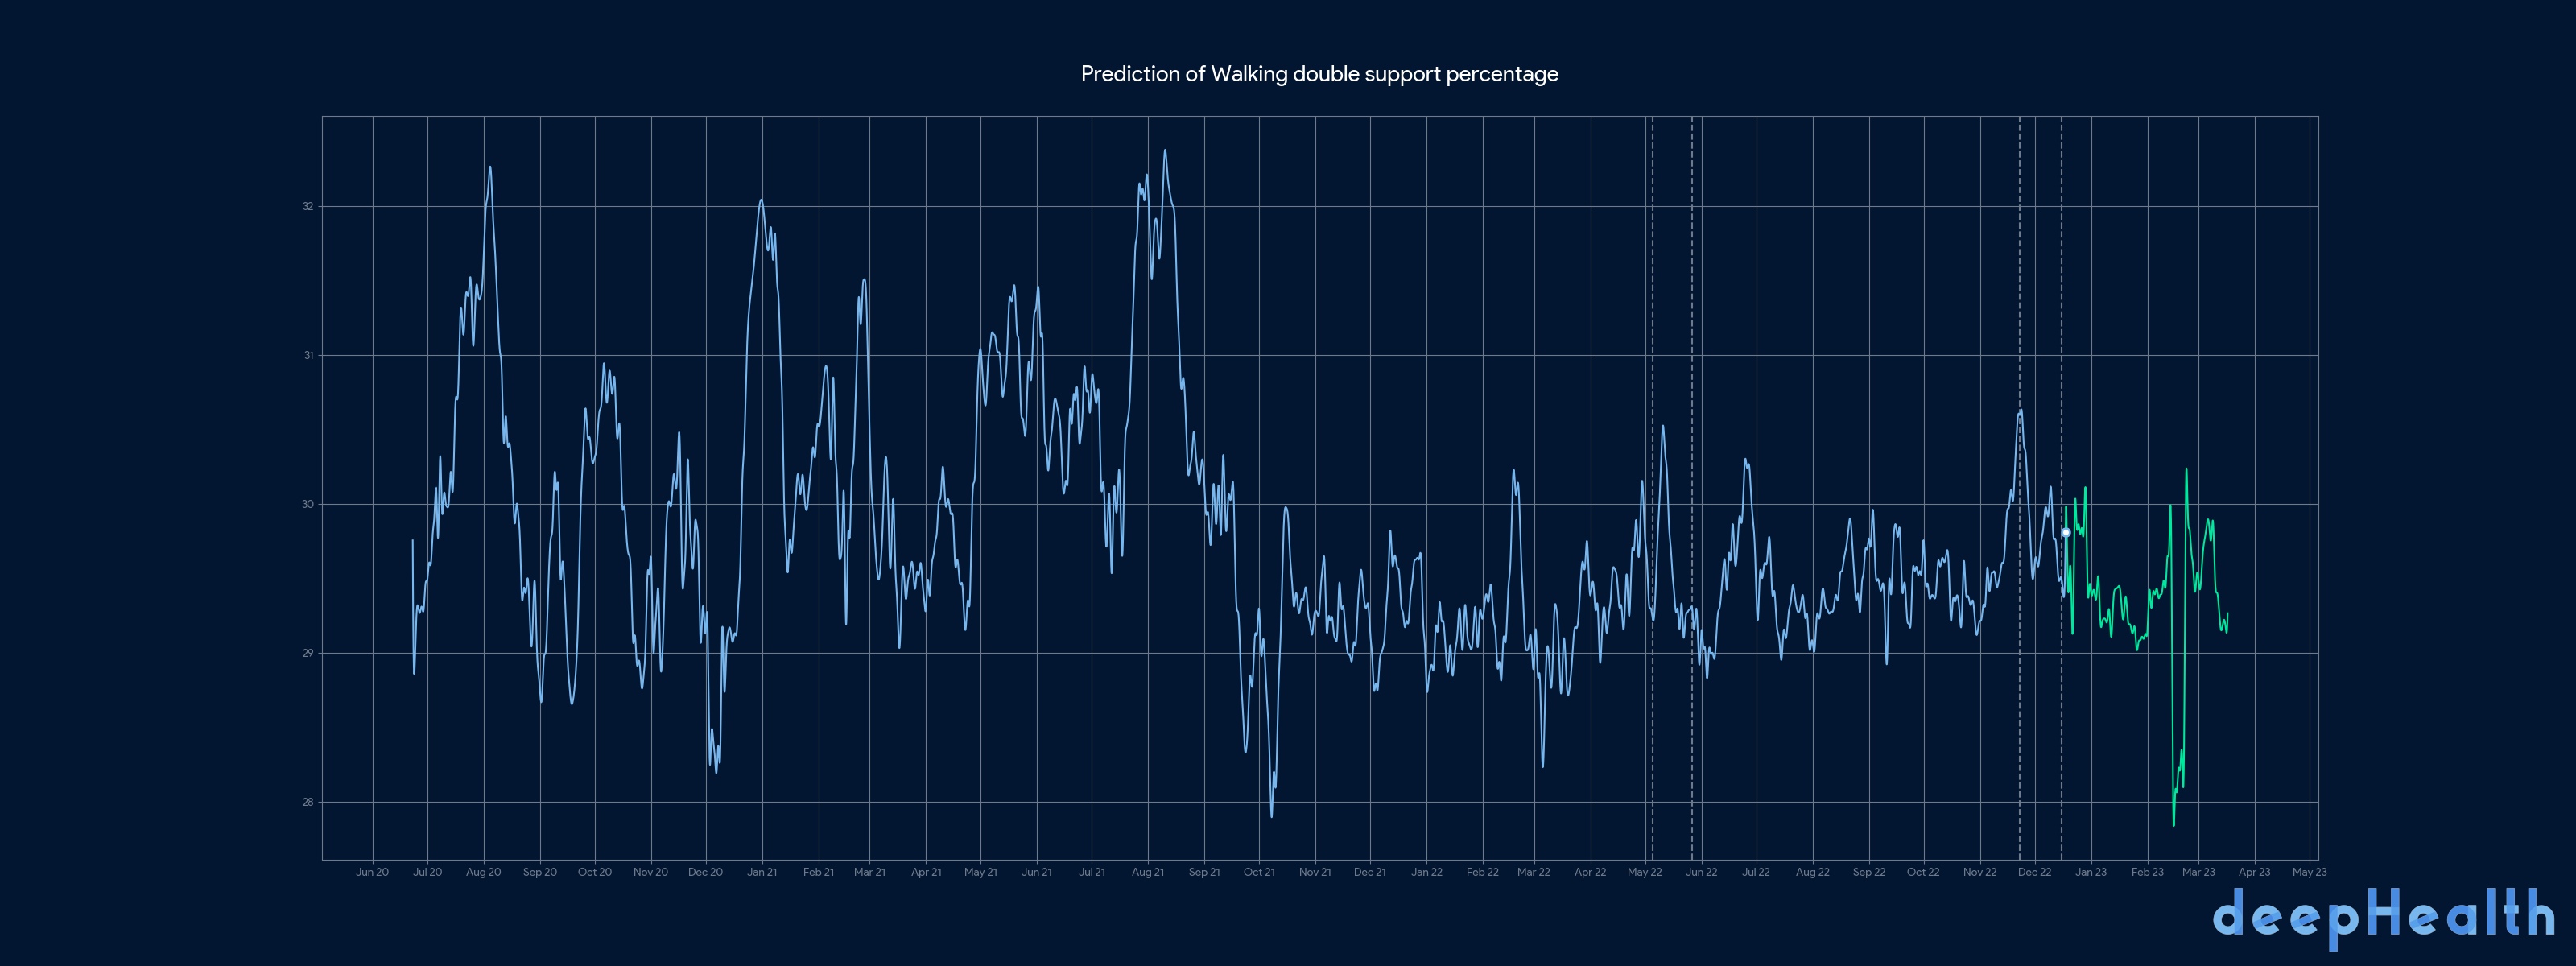 Prediction of Walking double support percentage
32
31
30
29
28
Jun 20 Jul 20 Aug 20 Sep 20 Oct 20 Nov 20 Dec 20 Jan 21 Feb 21 Mar 21 Apr 21 May 21 Jun 21 Jul 21 Aug 21 Sep 21 Oct 21 Nov 21 Dec 21 Jan 22 Feb 22 Mar 22 Apr 22 May 22 Jun 22 Jul 22 Aug 22 Sep 22 Oct 22 Nov 22 Dec 22 Jan 23 Feb 23 Mar 23 Apr 23 May 23
deepHealth